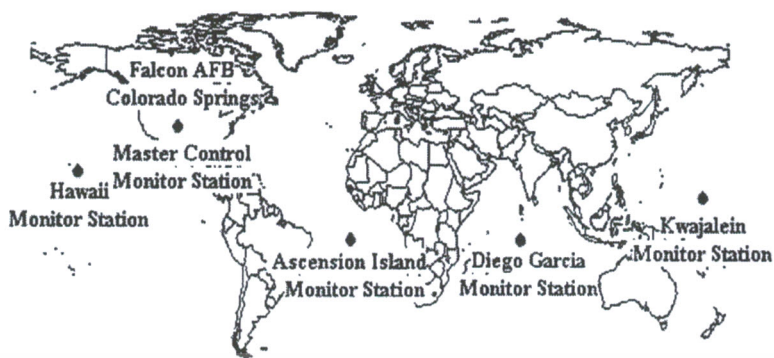 Falcon AFB
Colorado Springs
Master Control
Monitor Station
Hawaii
Monitor Station
Ascension Island
Monitor Station
Diego Garcia
Monitor Station
Kwajalein
Monitor Station